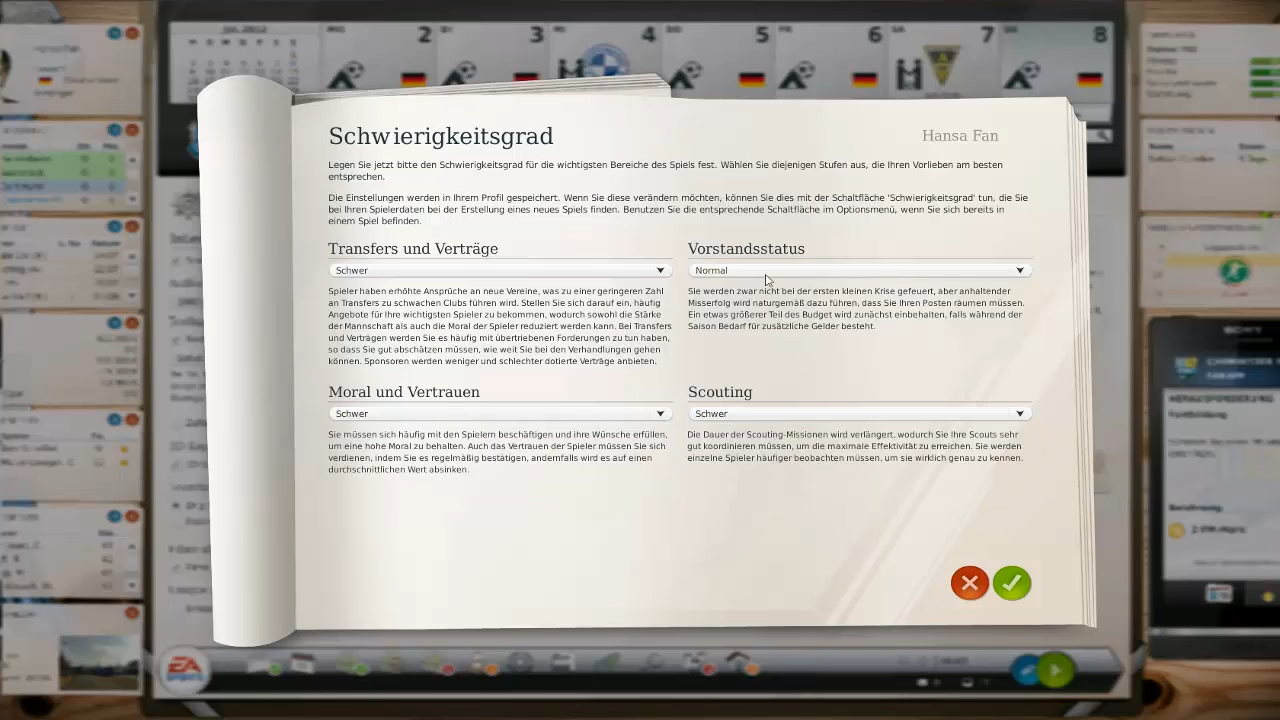 2
3
4
5
6
7
8
Schwierigkeitsgrad
Hansa Fan
Legen Sie jetzt bitte den Schwierigkeitsgrad für die wichtigsten Bereiche des Spiels fest. Wählen Sie diejenigen Stufen aus, die Ihren Vorlieben am besten
entsprechen.
Die Einstellungen werden in Ihrem Profil gespeichert. Wenn Sie diese verändern möchten, können Sie dies mit der Schaltfläche 'Schwierigkeitsgrad' tun, die Sie
bei Ihren Spielerdaten bei der Erstellung eines neues Spiels finden. Benutzen Sie die entsprechende Schaltfläche im Optionsmenü, wenn Sie sich bereits in
einem Spiel befinden.
Transfers und Verträge
Schwer
Spieler haben erhöhte Ansprüche an neue Vereine, was zu einer geringeren Zahl
an Transfers zu schwachen Clubs führen wird. Stellen Sie sich darauf ein, häufig
Angebote für Ihre wichtigsten Spieler zu bekommen, wodurch sowohl die Stärke
der Mannschaft als auch die Moral der Spieler reduziert werden kann. Bei Transfers
und Verträgen werden Sie es häufig mit übertriebenen Forderungen zu tun haben,
so dass Sie gut abschätzen müssen, wie weit Sie bei den Verhandlungen gehen
können. Sponsoren werden weniger und schlechter dotierte Verträge anbieten.
Vorstandsstatus
Normal
Sie werden zwar nicht bei der ersten kleinen Krise gefeuert, aber anhaltender
Misserfolg wird naturgemäß dazu führen, dass Sie Ihren Posten räumen müssen.
Ein etwas größerer Teil des Budget wird zunächst einbehalten, falls während der
Saison Bedarf für zusätzliche Gelder besteht.
Moral und Vertrauen
Schwer
Sie müssen sich häufig mit den Spielern beschäftigen und ihre Wünsche erfüllen,
um eine hohe Moral zu behalten. Auch das Vertrauen der Spieler müssen Sie sich
verdienen, indem Sie es regelmäßig bestätigen, andernfalls wird es auf einen
durchschnittlichen Wert absinken.
Scouting
Schwer
Die Dauer der Scouting-Missionen wird verlängert, wodurch Sie Ihre Scouts sehr
gut koordinieren müssen, um die maximale Effektivität zu erreichen. Sie werden
einzelne Spieler häufiger beobachten müssen, um sie wirklich genau zu kennen.
SONY
EA
SPORTS